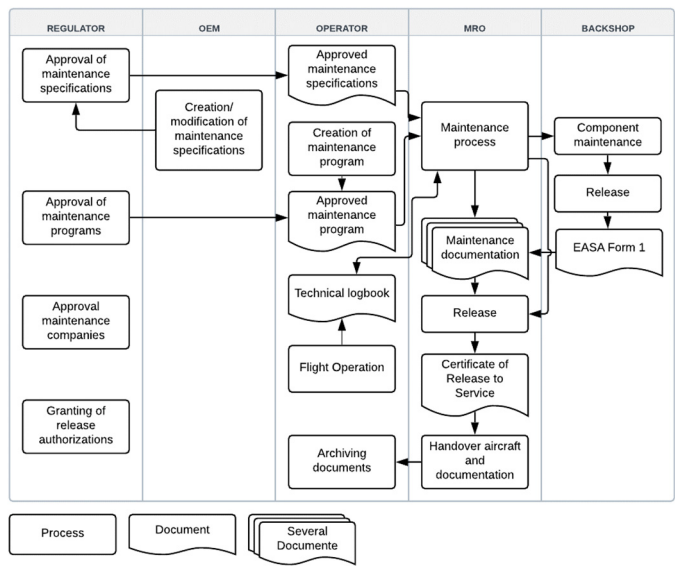 REGULATOR
OEM
OPERATOR
MRO
BACKSHOP
Approval of
maintenance
specifications
Creation/
modification of
maintenance
specifications
Approved
maintenance
specifications
Creation of
maintenance
program
Maintenance
process
Component
maintenance
Release
Approval of
maintenance
programs
Approved
maintenance
program
Maintenance
documentation
EASA Form 1
Technical logbook
Release
Approval
maintenance
companies
Flight Operation
Certificate of
Release to
Service
Granting of
release
authorizations
Archiving
documents
Handover aircraft
and
documentation
Process
Document
Several
Documente